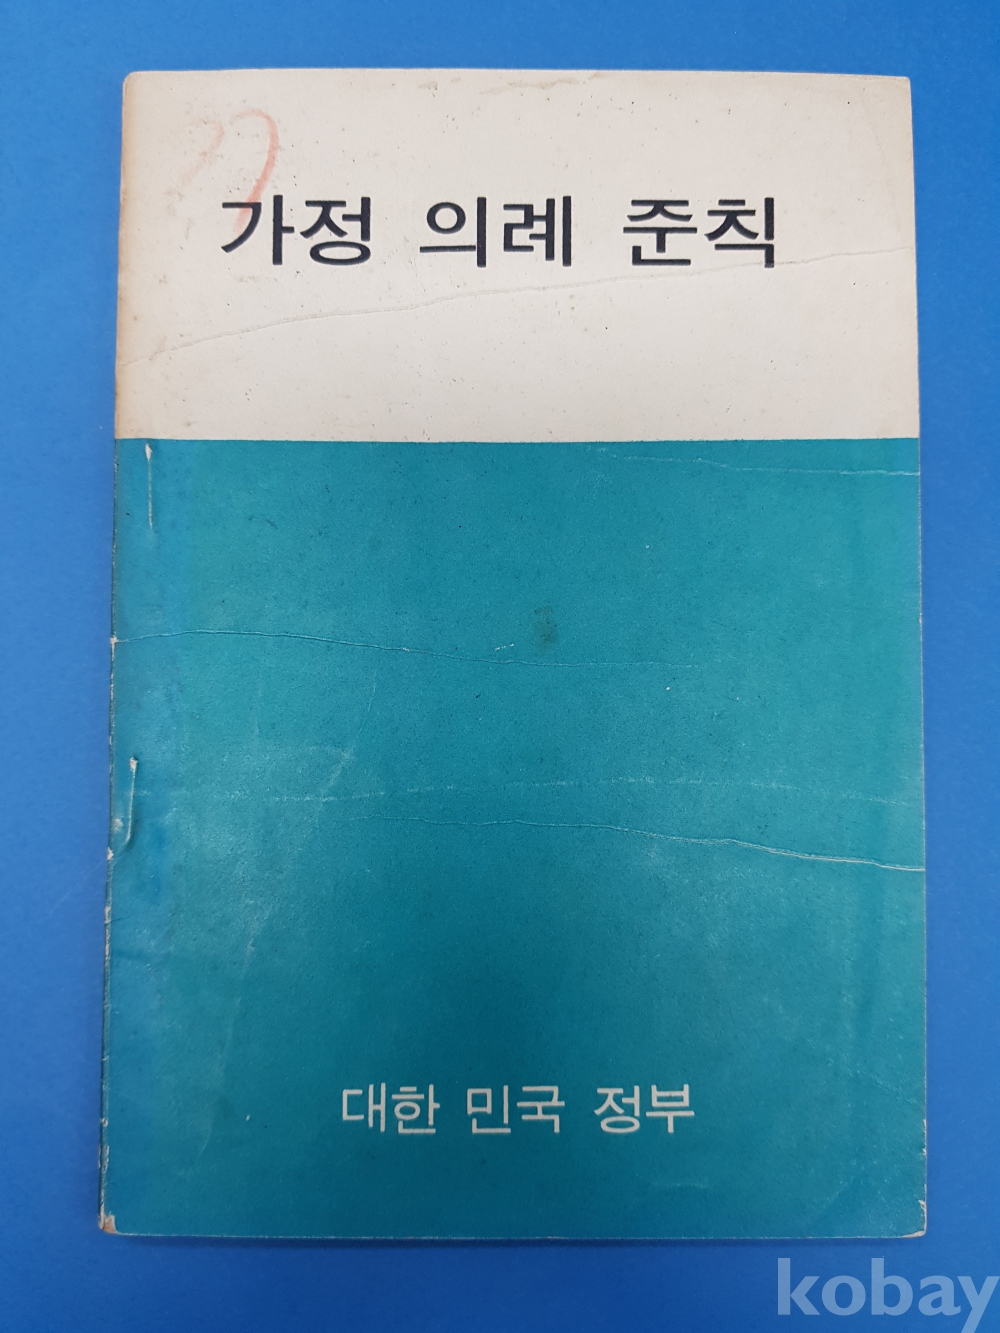 가정 의례 준칙
대한 민국 정부
kobay